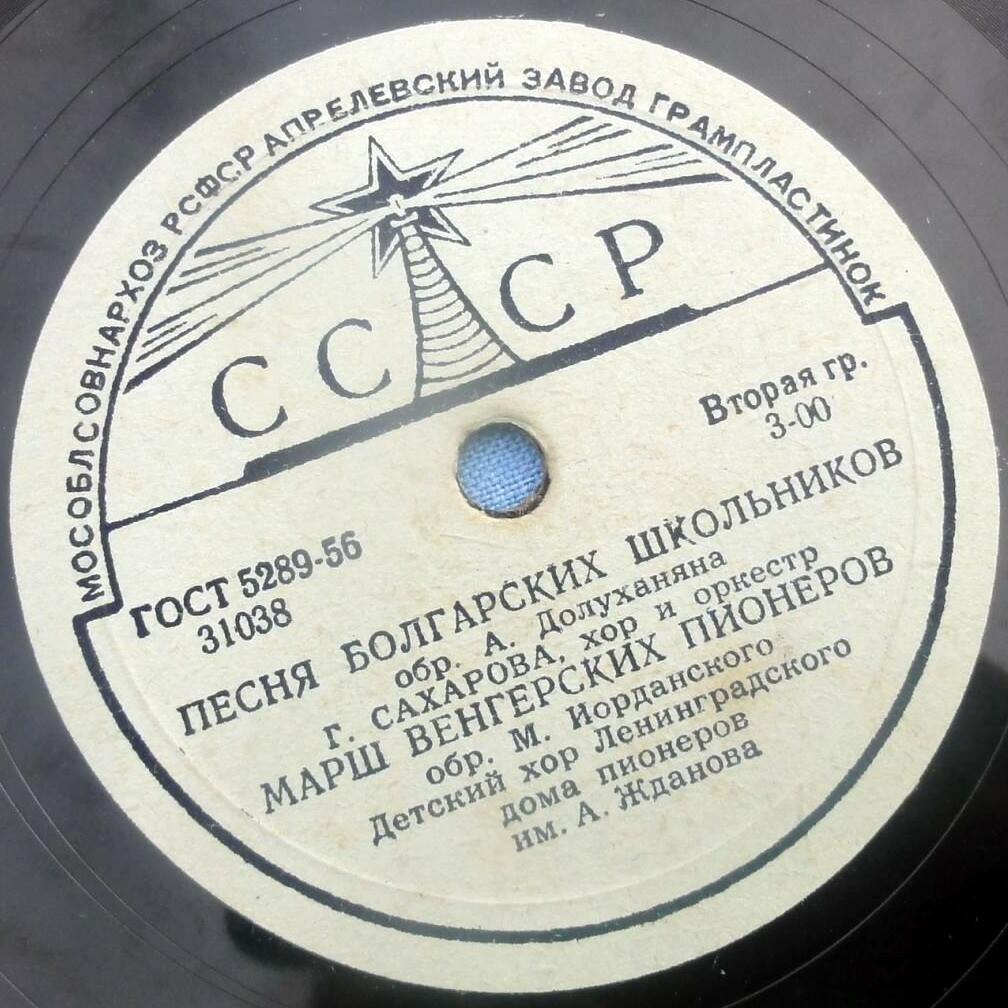 МОСОБЛСОВНАРХОЗ РСФСР АПРЕЛЕВСКИЙ ЗАВОД ГРАМПЛАСТИНОК
СССР
Вторая гр.
3-00
ГОСТ 5289-56
31038
ПЕСНЯ БОЛГАРСКИХ ШКОЛЬНИКОВ
обр. А. Долуханяна
Г. САХАРОВА, хор и оркестр
МАРШ ВЕНГЕРСКИХ ПИОНЕРОВ
обр. М. Иорданского
Детский хор Ленинградского
дома пионеров
им. А. Жданова